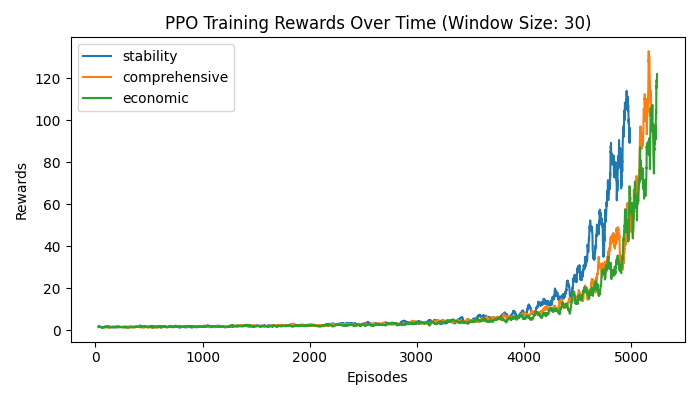 PPO Training Rewards Over Time (Window Size: 30)
stability
comprehensive
economic
Rewards
120
100
80
60
40
20
0
0 1000 2000 3000 4000 5000
Episodes